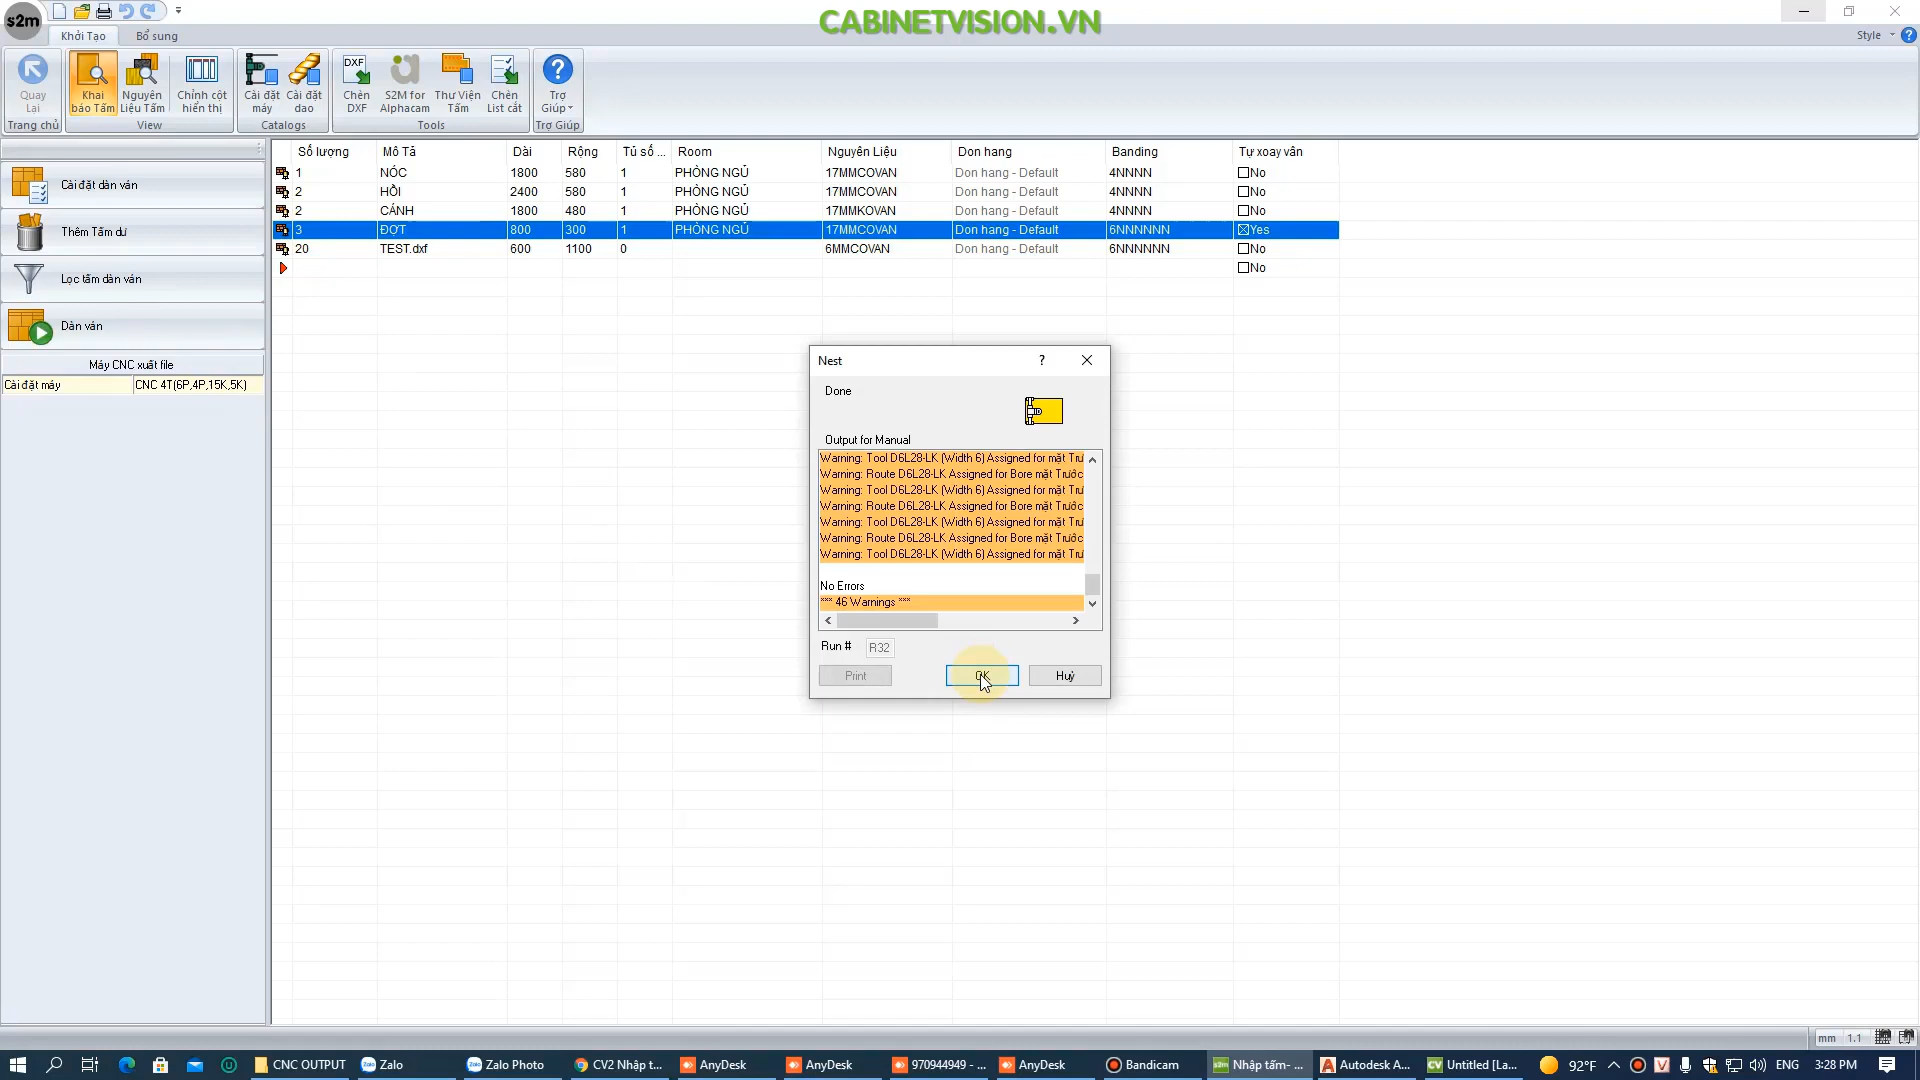 s2m
CABINETVISION.VN
Khởi Tạo
Bổ sung
Style
Quay
Lại
Khai
báo Tấm
Nguyên
Liệu Tấm
Chỉnh cột
hiển thị
Cài đặt
máy
Cài đặt
dao
DXF
Chèn
DXF
S2M for
Alphacam
Thư Viện
Tấm
Chèn
List cắt
Trợ
Giúp
Trang chủ
View
Catalogs
Tools
Trợ Giúp
Cài đặt dàn ván
Thêm Tấm dư
Lọc tấm dàn ván
Dàn ván
Máy CNC xuất file
Cài đặt máy CNC 4T(6P,4P,15K,5K)
Số lượng Mô Tả Dài Rộng Tủ số ... Room Nguyên Liệu Don hang Banding Tự xoay vân
1 NÓC 1800 580 1 PHÒNG NGỦ 17MMCOVAN Don hang - Default 4NNNN No
2 HỒI 2400 580 1 PHÒNG NGỦ 17MMCOVAN Don hang - Default 4NNNN No
2 CÁNH 1800 480 1 PHÒNG NGỦ 17MMKOVAN Don hang - Default 4NNNN No
3 ĐỢT 800 300 1 PHÒNG NGỦ 17MMCOVAN Don hang - Default 6NNNNNN Yes
20 TEST.dxf 600 1100 0 6MMCOVAN Don hang - Default 6NNNNNN No
No
Nest
?
Done
Output for Manual
Warning: Tool D6L28-LK (Width 6) Assigned for mặt Trư
Warning: Route D6L28-LK Assigned for Bore mặt Trước
Warning: Tool D6L28-LK (Width 6) Assigned for mặt Trư
Warning: Route D6L28-LK Assigned for Bore mặt Trước
Warning: Tool D6L28-LK (Width 6) Assigned for mặt Trư
Warning: Route D6L28-LK Assigned for Bore mặt Trước
Warning: Tool D6L28-LK (Width 6) Assigned for mặt Trư
No Errors
*** 46 Warnings ***
Run # R32
Print
OK
Huỷ
mm 1.1
CNC OUTPUT
Zalo
Zalo Photo
CV2 Nhập t...
AnyDesk
AnyDesk
970944949 - ...
AnyDesk
Bandicam
Nhập tấm- ...
Autodesk A...
Untitled [La...
92°F
ENG
3:28 PM